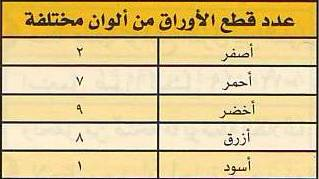 عدد قطع الأوراق من ألوان مختلفة
أصفر ٢
أحمر ٧
أخضر ٩
أزرق ٨
أسود ١